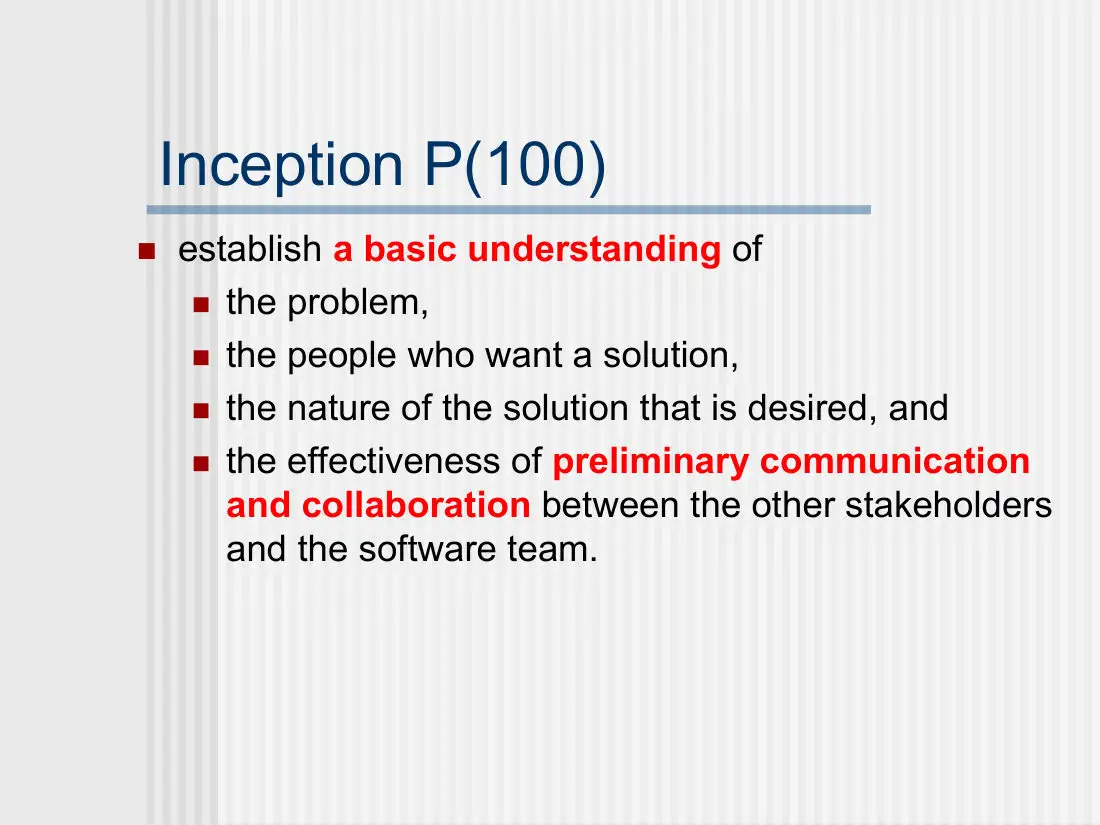 Inception P(100)
establish a basic understanding of
the problem,
the people who want a solution,
the nature of the solution that is desired, and
the effectiveness of preliminary communication
and collaboration between the other stakeholders
and the software team.